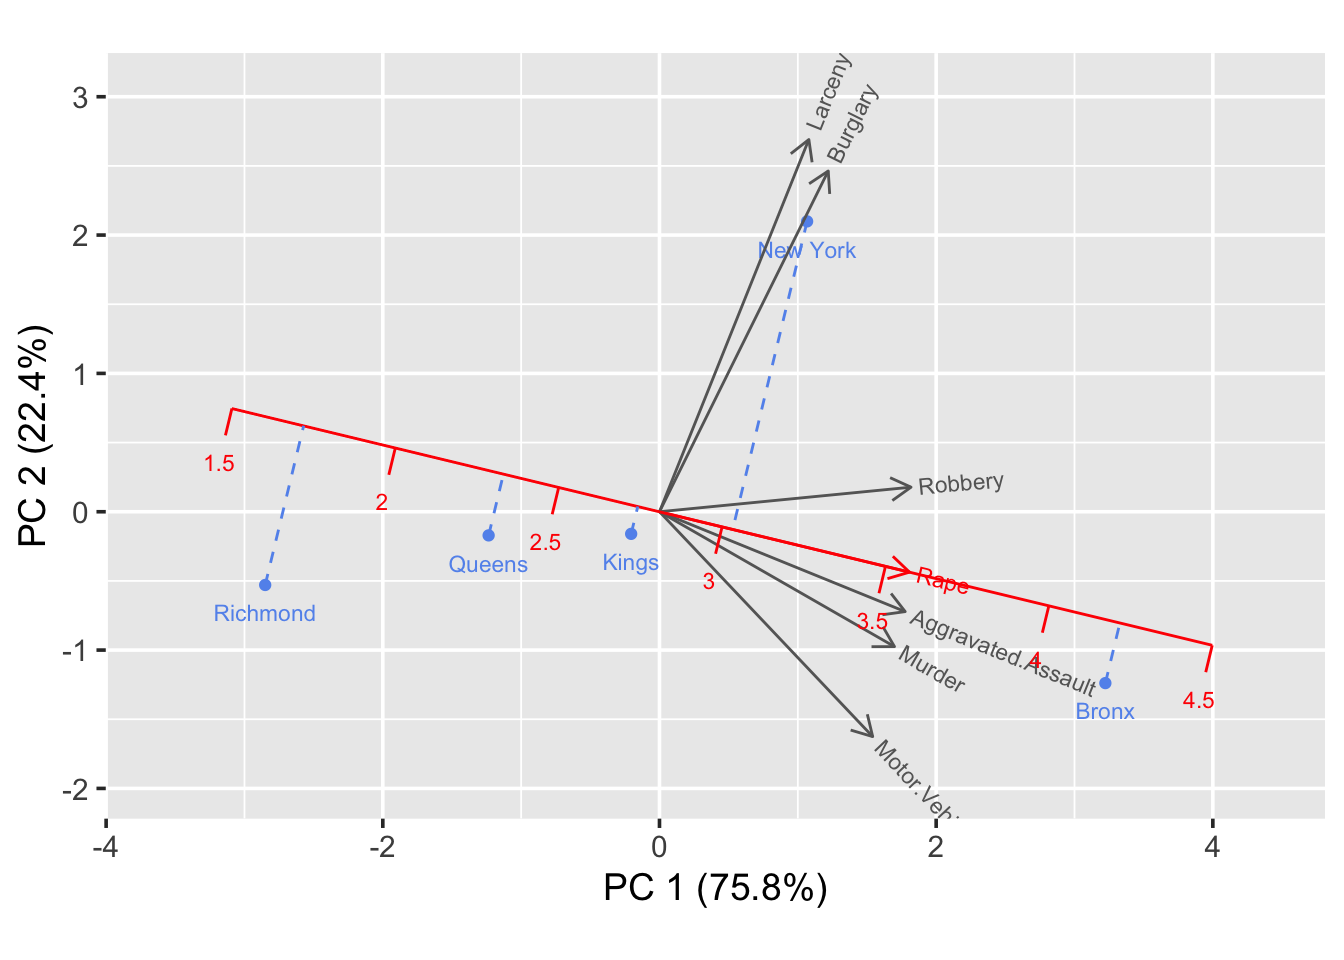 3
2
1
0
-1
-2
PC 2 (22.4%)
Larceny
Burglary
New York
Robbery
Rape
Aggravated.Assault
Murder
Richmond
Queens
Kings
Bronx
1.5
2
2.5
3
3.5
4
4.5
-4
-2
0
2
4
PC 1 (75.8%)